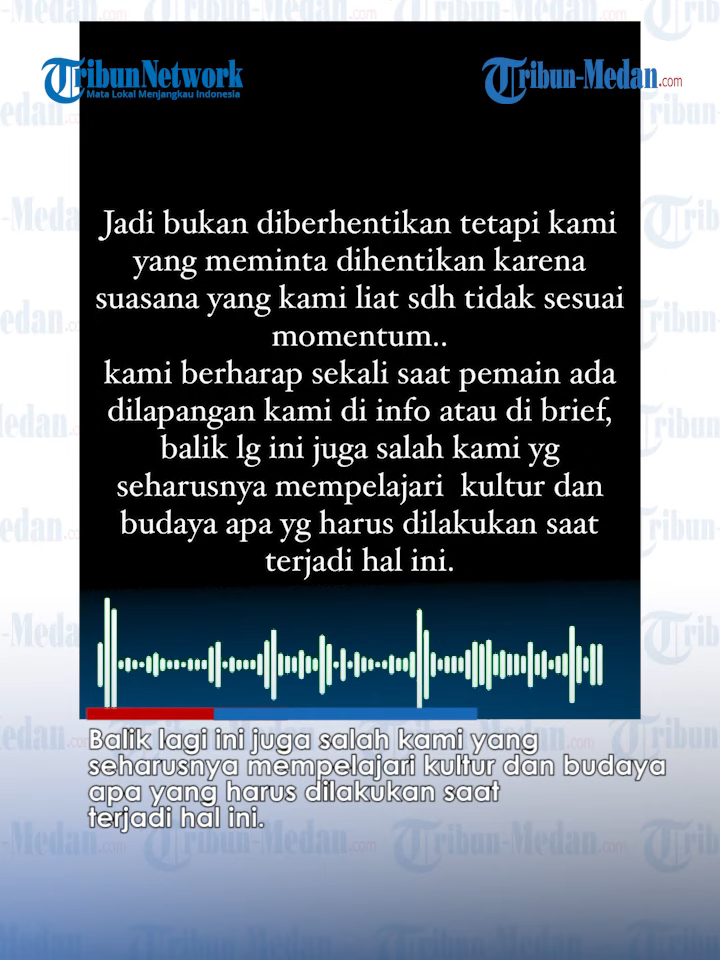 TribunNetwork
Mata Lokal Menjangkau Indonesia
Tribun-Medan.com
Jadi bukan diberhentikan tetapi kami
yang meminta dihentikan karena
suasana yang kami liat sdh tidak sesuai
momentum..
kami berharap sekali saat pemain ada
dilapangan kami di info atau di brief,
balik lg ini juga salah kami yg
seharusnya mempelajari kultur dan
budaya apa yg harus dilakukan saat
terjadi hal ini.
Balik lagi ini juga salah kami yang
seharusnya mempelajari kultur dan budaya
apa yang harus dilakukan saat
terjadi hal ini.